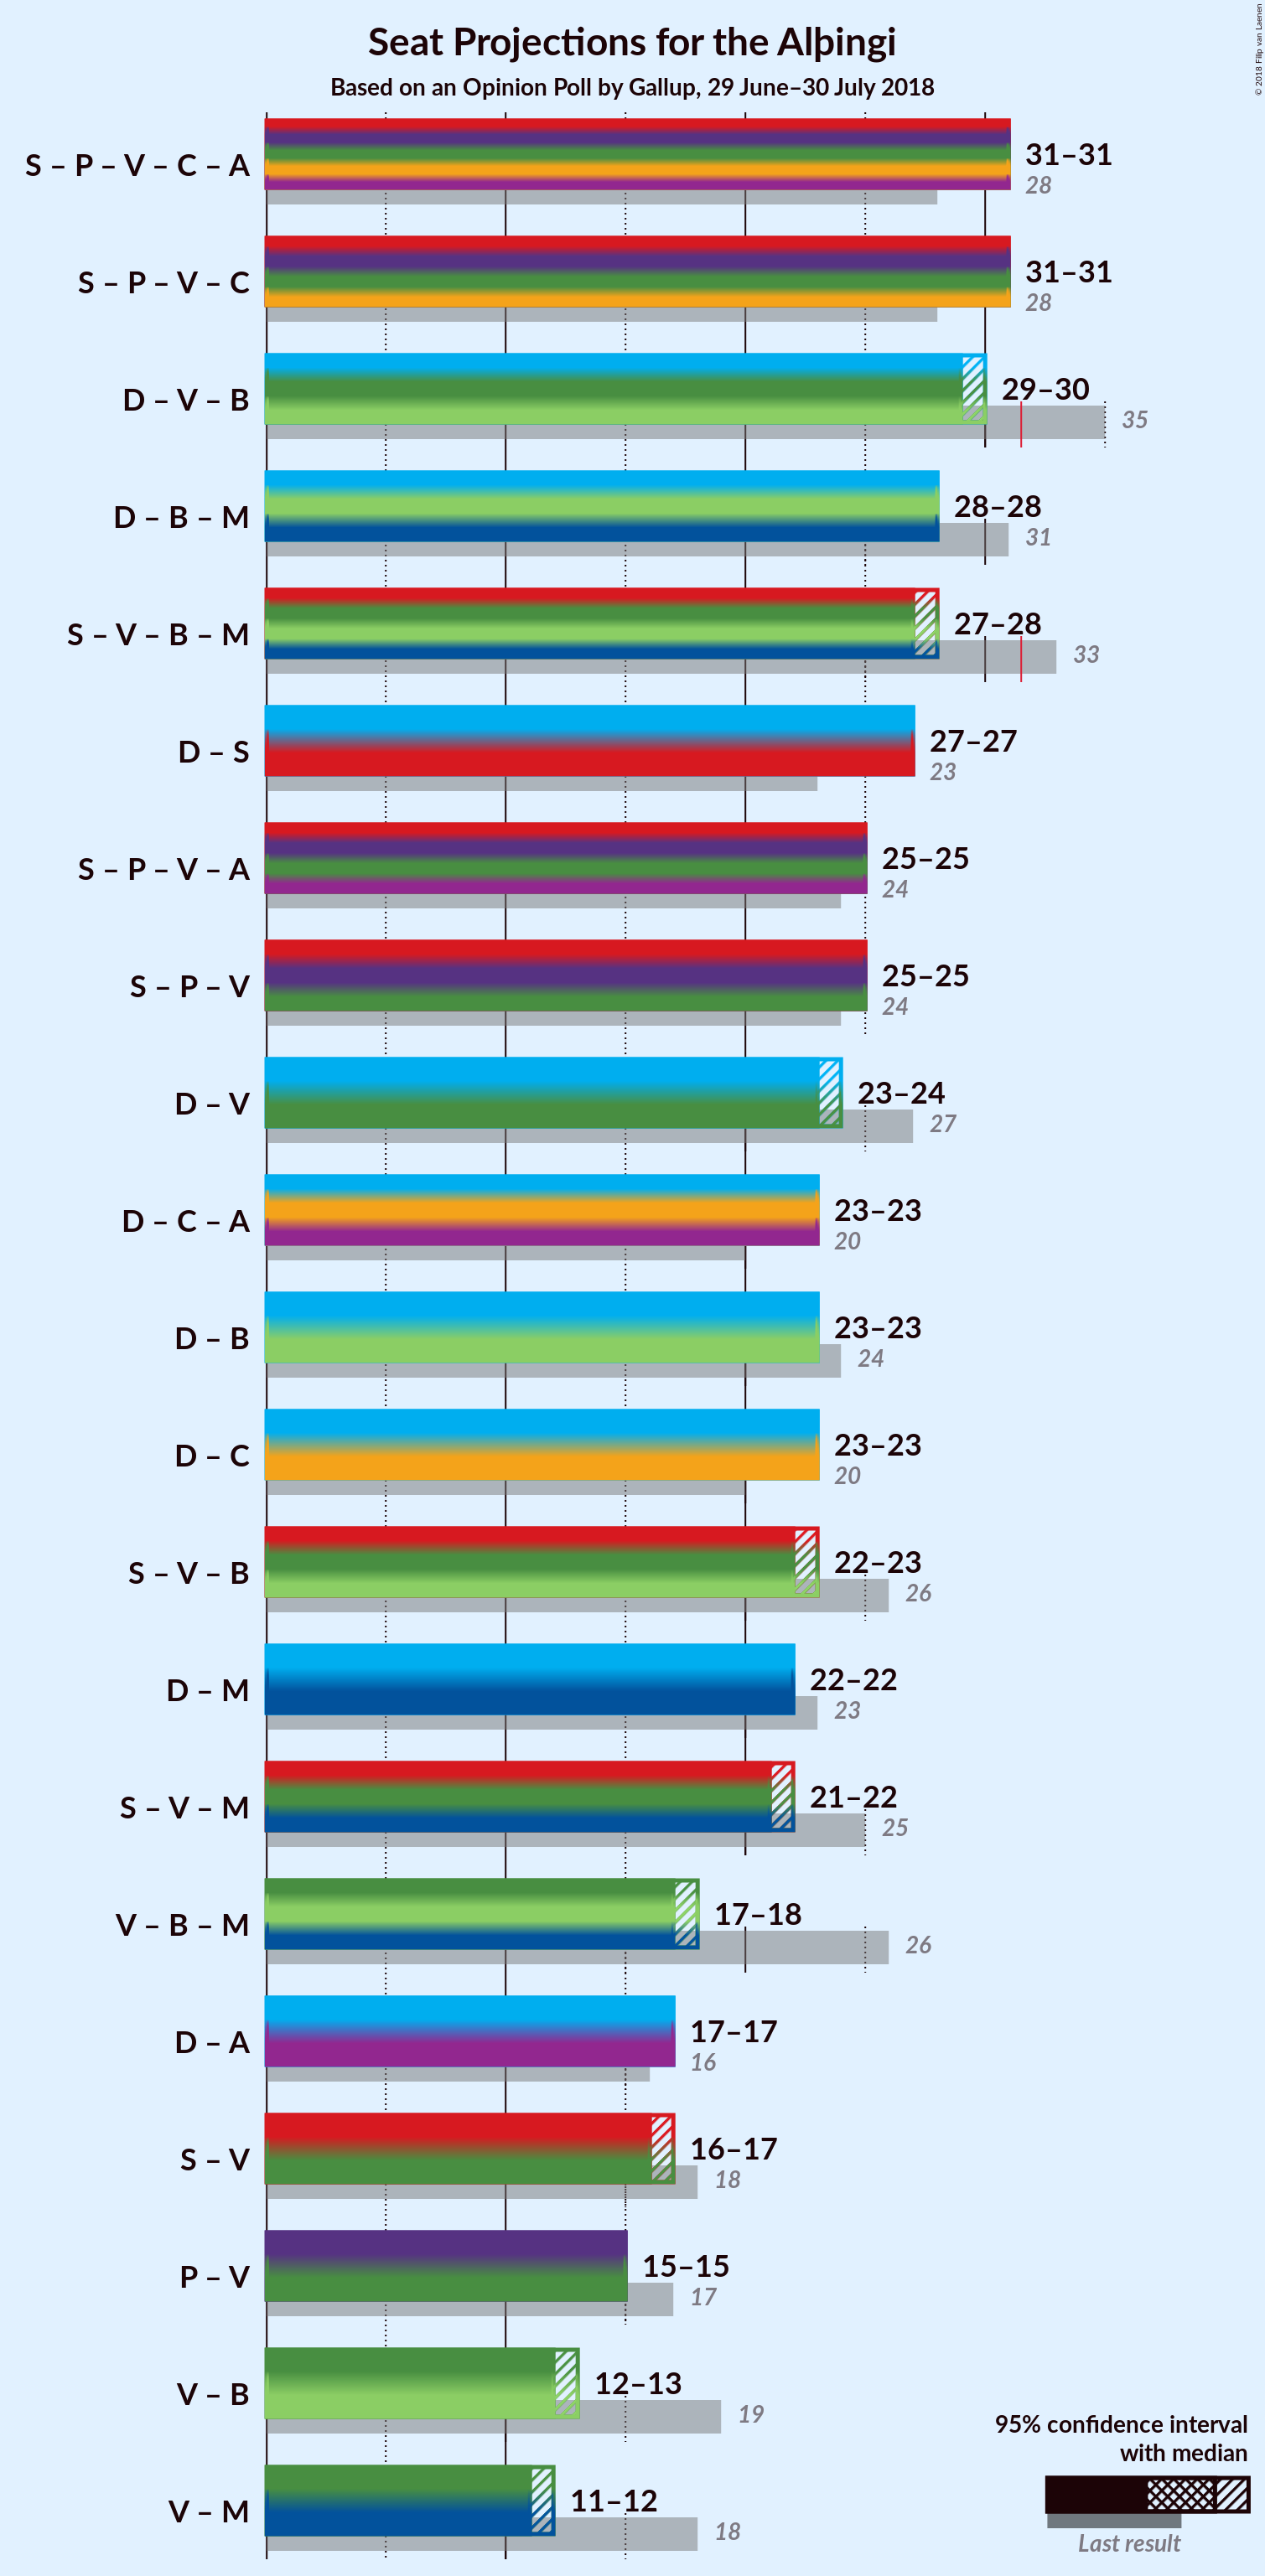 Seat Projections for the Alþingi
Based on an Opinion Poll by Gallup, 29 June–30 July 2018
© 2018 Filip van Laenen
S – P – V – C – A
31–31
28
S – P – V – C
31–31
28
D – V – B
29–30
35
D – B – M
28–28
31
S – V – B – M
27–28
33
D – S
27–27
23
S – P – V – A
25–25
24
S – P – V
25–25
24
D – V
23–24
27
D – C – A
23–23
20
D – B
23–23
24
D – C
23–23
20
S – V – B
22–23
26
D – M
22–22
23
S – V – M
21–22
25
V – B – M
17–18
26
D – A
17–17
16
S – V
16–17
18
P – V
15–15
17
V – B
12–13
19
V – M
11–12
18
95% confidence interval
with median
Last result